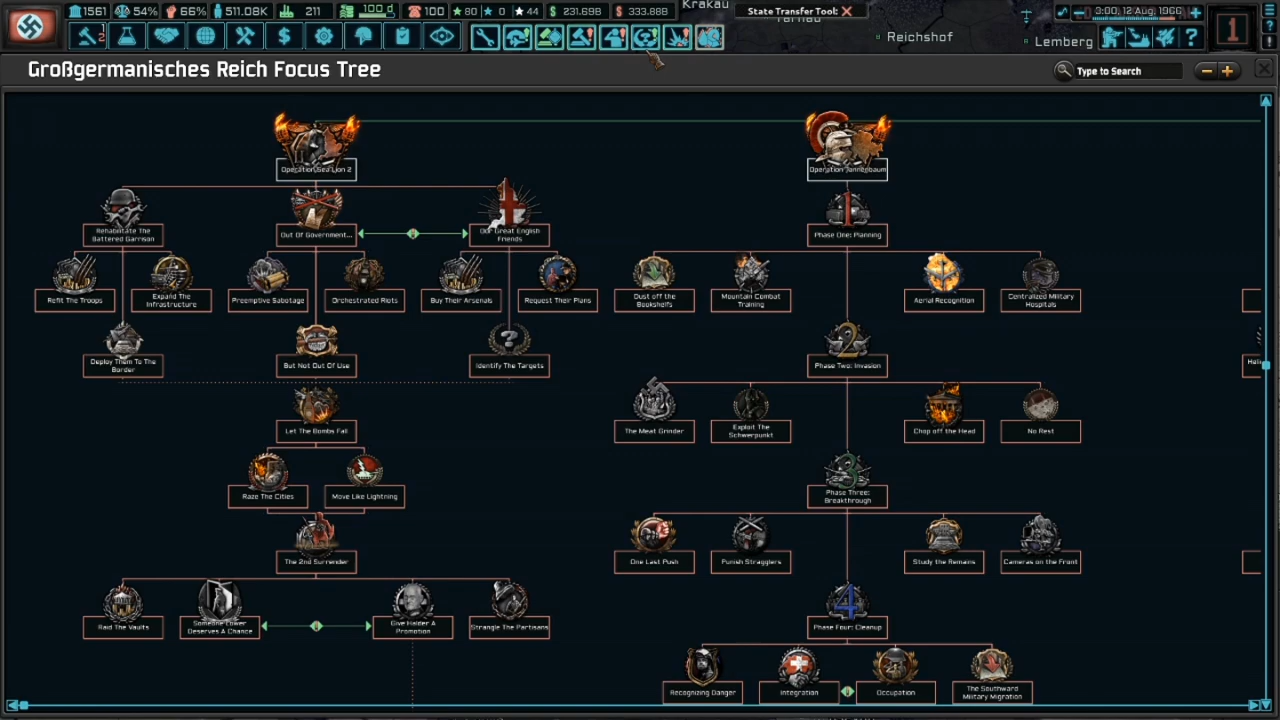 Krakau
Tarnau
1561 54% 66% 511.08K 211 100 d 100 80 0 44 231.69B 333.88B
State Transfer Tool:
3:00, 12 Aug, 1966
2
Reichshof
Lemberg
1
Großgermanisches Reich Focus Tree
Type to Search
Operation Sea Lion 2
Operation Tannenbaum
Rehabilitate The
Battered Garrison
Out Of Government...
Our Great English
Friends
Phase One: Planning
Refit The Troops
Expand The
Infrastructure
Preemptive Sabotage
Orchestrated Riots
Buy Their Arsenals
Request Their Plans
Dust off the
Bookshelfs
Mountain Combat
Training
Aerial Recognition
Centralized Military
Hospitals
Deploy Them To The
Border
But Not Out Of Use
Identify The Targets
Phase Two: Invasion
Let The Bombs Fall
The Meat Grinder
Exploit The
Schwerpunkt
Chop off the Head
No Rest
Raze The Cities
Move Like Lightning
Phase Three:
Breakthrough
The 2nd Surrender
One Last Push
Punish Stragglers
Study the Remains
Cameras on the Front
Raid The Vaults
Someone Lower
Deserves A Chance
Give Halder A
Promotion
Strangle The Partisans
Phase Four: Cleanup
Recognizing Danger
Integration
Occupation
The Southward
Military Migration